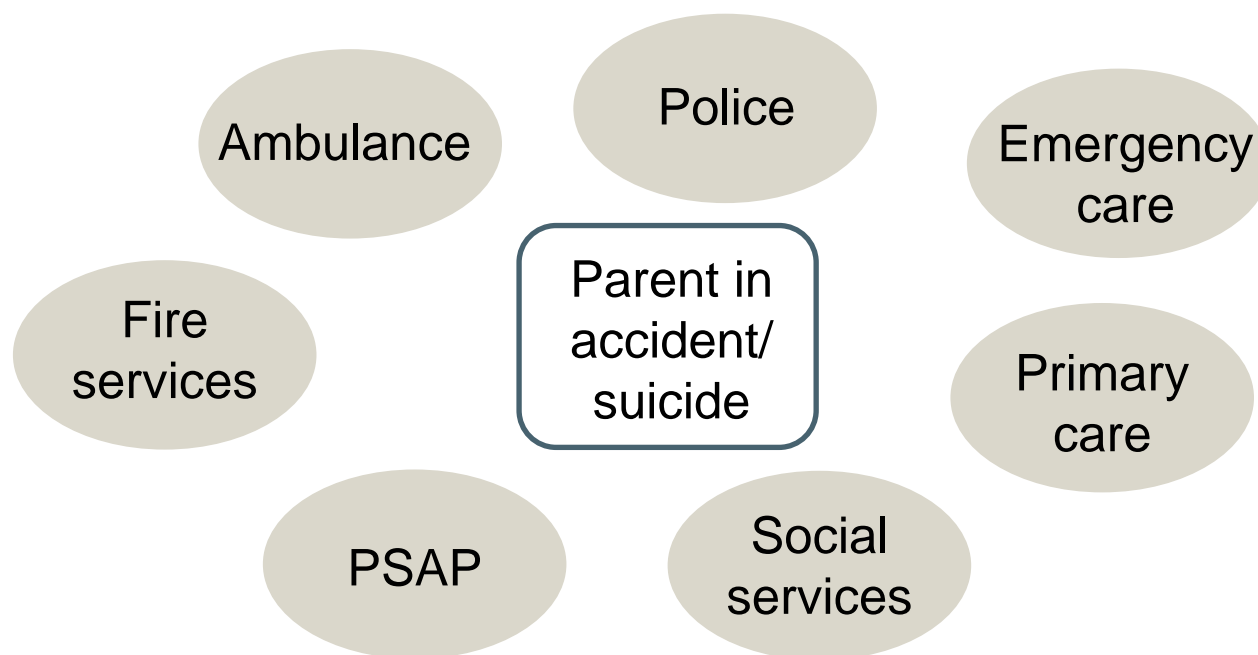 Police
Ambulance
Emergency
care
Parent in
accident/
suicide
Fire
services
Primary
care
Social
services
PSAP